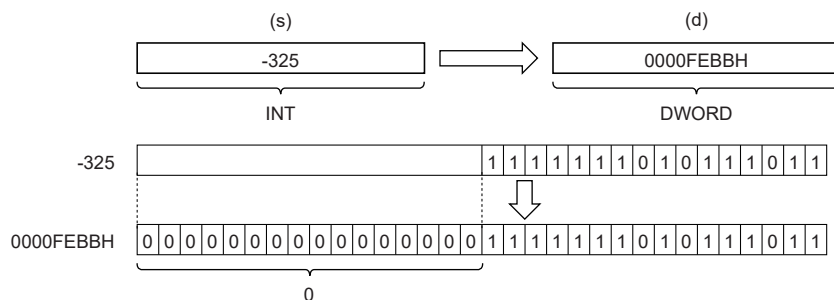 (s) (d)
-325 0000FEBBH
INT DWORD
-325 1 1 1 1 1 1 1 0 1 0 1 1 1 0 1 1
0000FEBBH 0 0 0 0 0 0 0 0 0 0 0 0 0 0 0 0 1 1 1 1 1 1 1 0 1 0 1 1 1 0 1 1
0